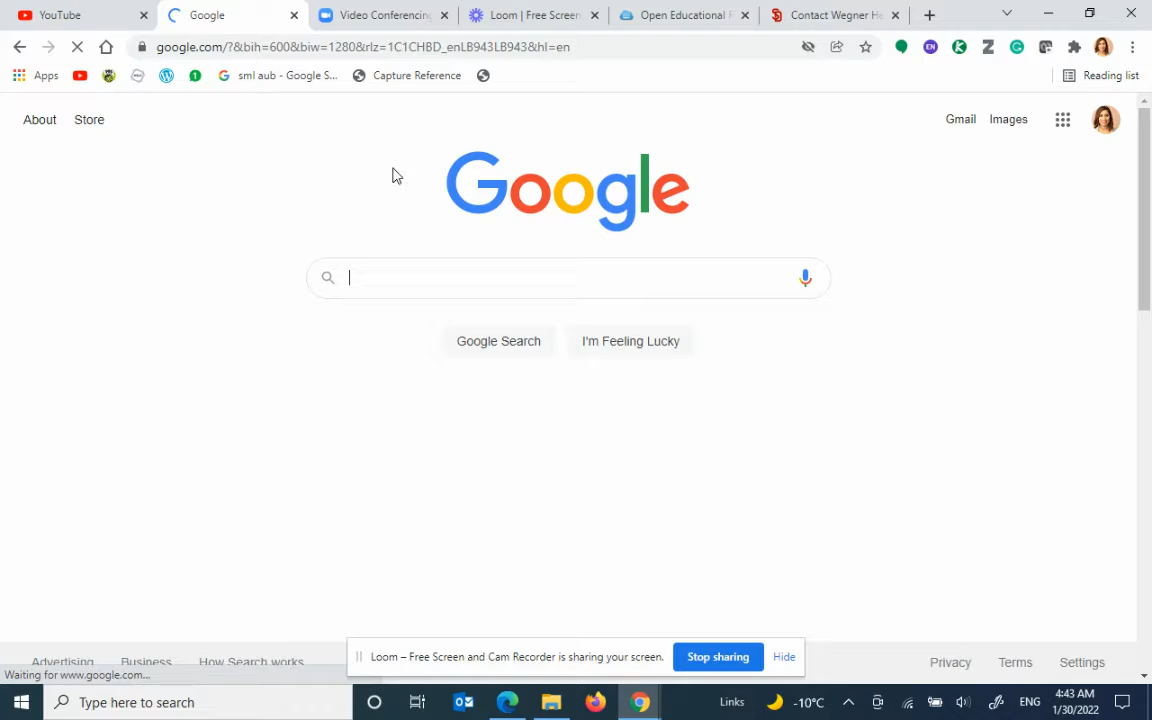 YouTube
Google
Video Conferencing
Loom | Free Screen
Open Educational
Contact Wegner He
google.com/?&bih=600&biw=1280&rlz=1C1CHBD_enLB943LB943&hl=en
Apps
sml aub - Google S...
Capture Reference
Reading list
About
Store
Gmail
Images
Google
Google Search
I'm Feeling Lucky
Advertising
Business
How Search works
Privacy
Terms
Settings
Waiting for www.google.com...
Loom – Free Screen and Cam Recorder is sharing your screen.
Stop sharing
Hide
Type here to search
Links
-10°C
ENG
4:43 AM
1/30/2022